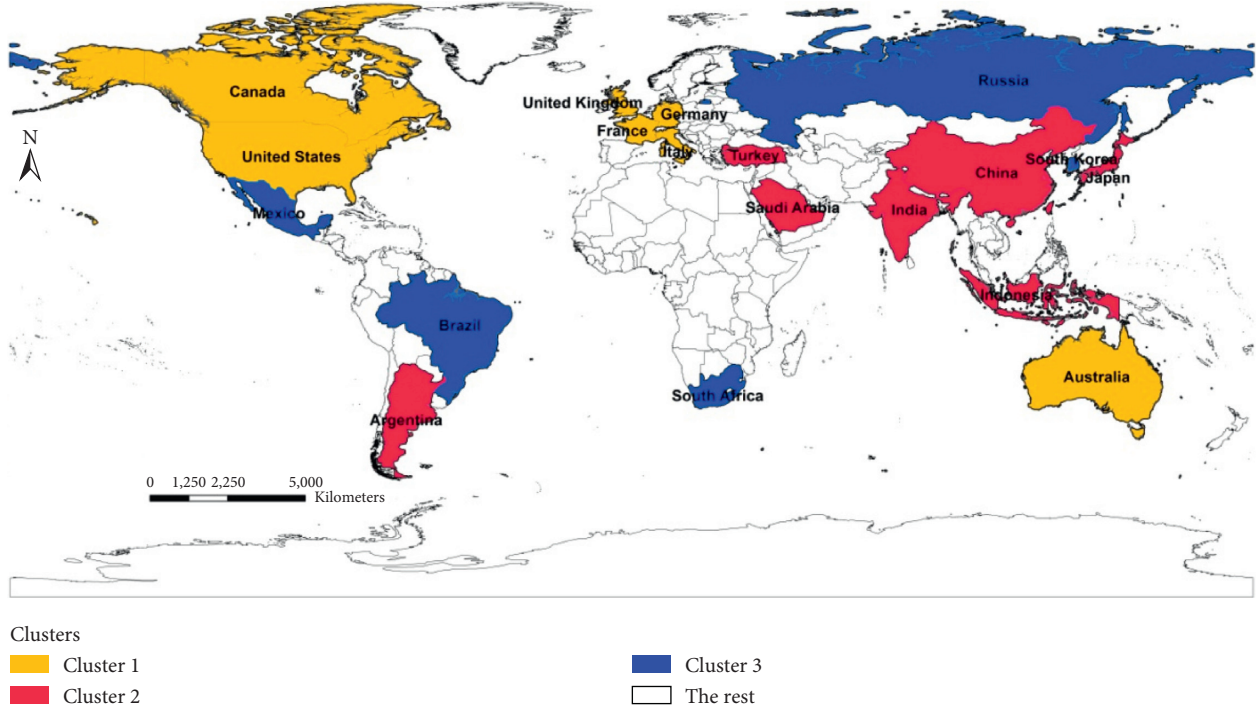 Canada
United Kingdom
Germany
Russia
N
France
United States
Italy
Turkey
South Korea
China
Japan
Mexico
Saudi Arabia
India
Indonesia
Brazil
Australia
South Africa
Argentina
0 1,250 2,250 5,000
Kilometers
Clusters
Cluster 1
Cluster 2
Cluster 3
The rest